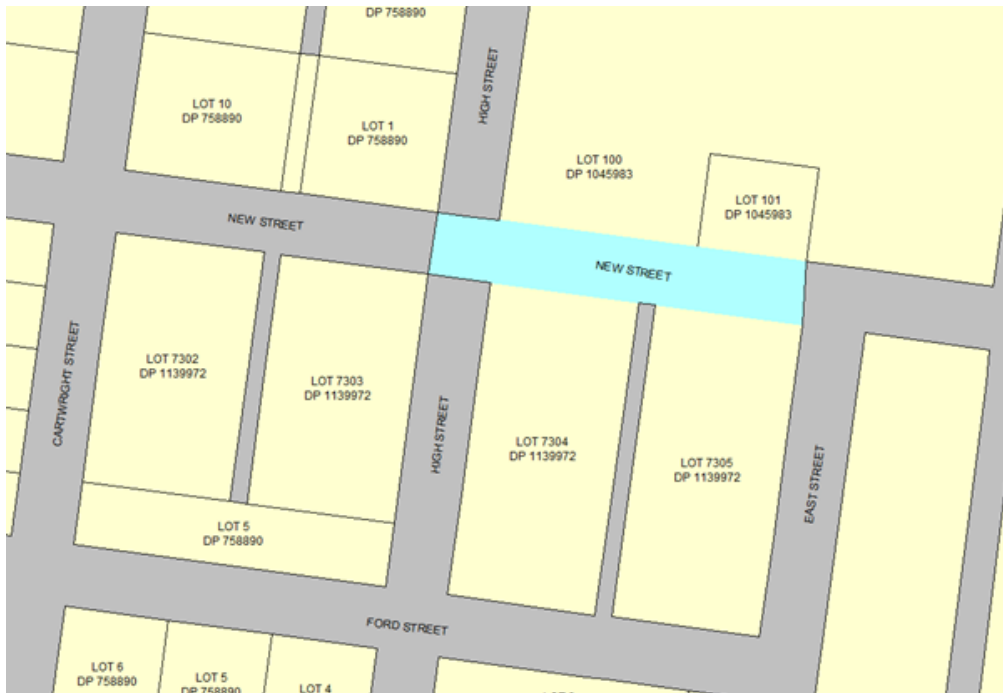 DP 758890
HIGH STREET
LOT 10
DP 758890
LOT 1
DP 758890
LOT 100
DP 1045983
LOT 101
DP 1045983
NEW STREET
NEW STREET
CARTWRIGHT STREET
LOT 7302
DP 1139972
LOT 7303
DP 1139972
HIGH STREET
LOT 7304
DP 1139972
LOT 7305
DP 1139972
EAST STREET
LOT 5
DP 758890
FORD STREET
LOT 6
DP 758890
LOT 5
DP 758890
LOT 4